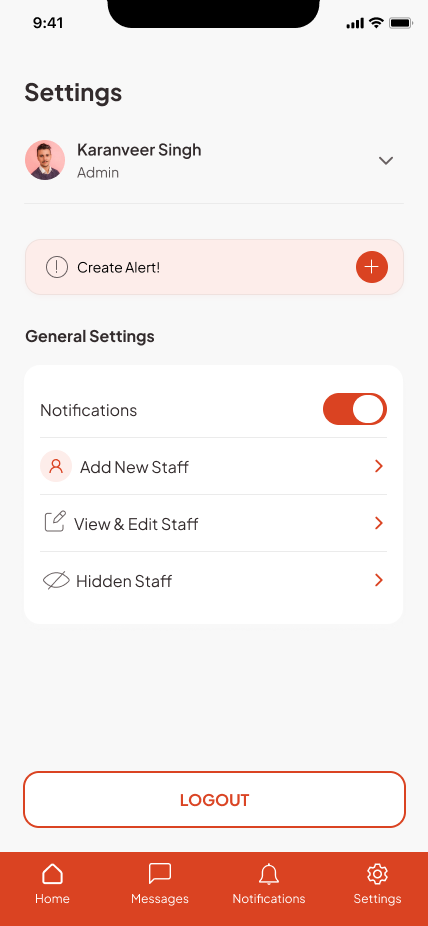 9:41
Settings
Karanveer Singh
Admin
Create Alert!
General Settings
Notifications
Add New Staff
View & Edit Staff
Hidden Staff
LOGOUT
Home Messages Notifications Settings